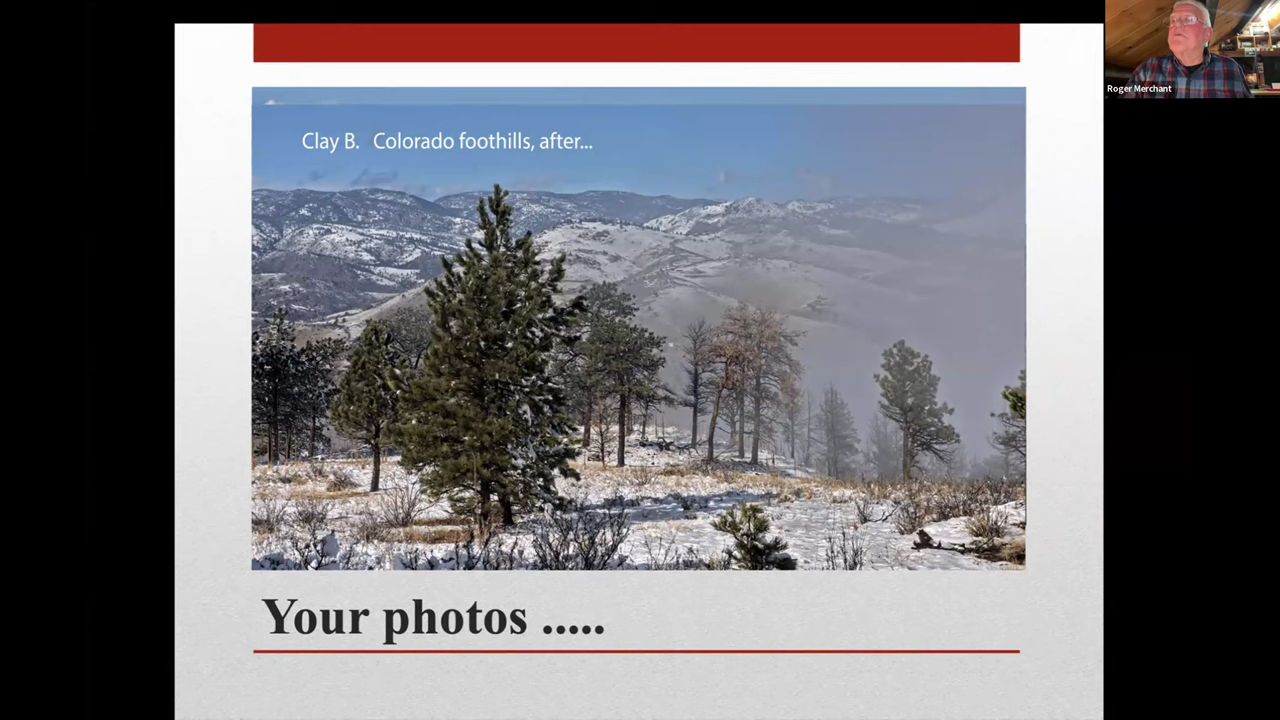 Roger Merchant
Clay B. Colorado foothills, after...
Your photos .....